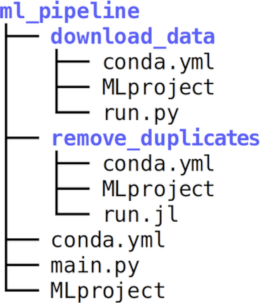 ml_pipeline
download_data
conda.yml
MLproject
run.py
remove_duplicates
conda.yml
MLproject
run.jl
conda.yml
main.py
MLproject